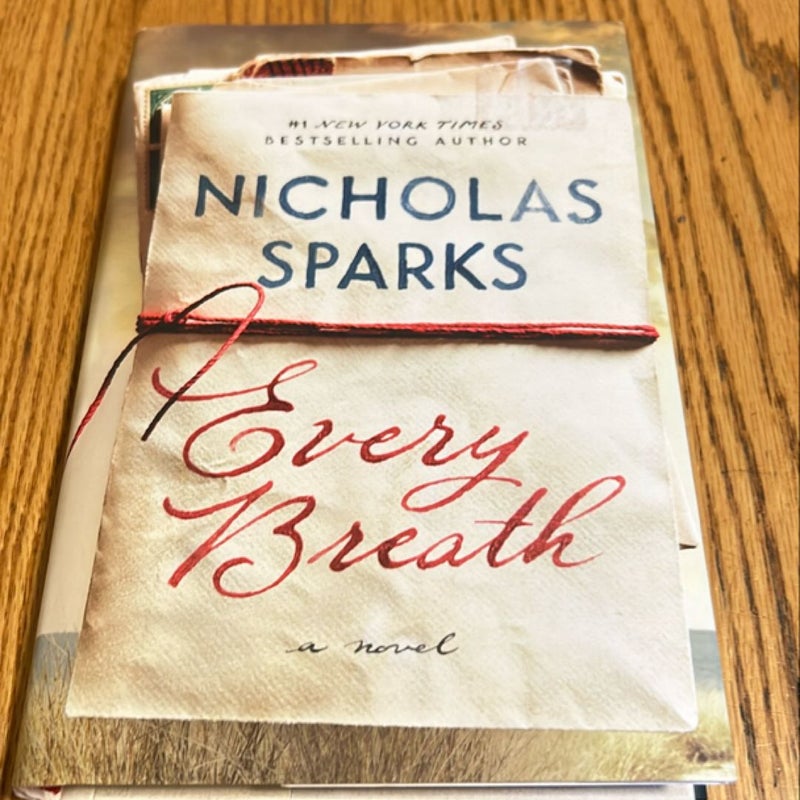 #1 NEW YORK TIMES
BESTSELLING AUTHOR
NICHOLAS
SPARKS
Every
Breath
a novel